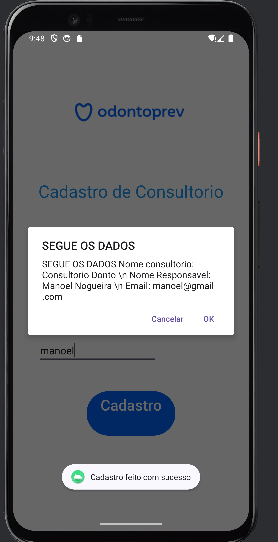 9:48
odontoprev
Cadastro de Consultorio
SEGUE OS DADOS
SEGUE OS DADOS Nome consultorio:
Consultorio Donto \n Nome Responsavel:
Manoel Nogueira \n Email: manoel@gmail
.com
Cancelar OK
manoel
Cadastro
Cadastro feito com sucesso